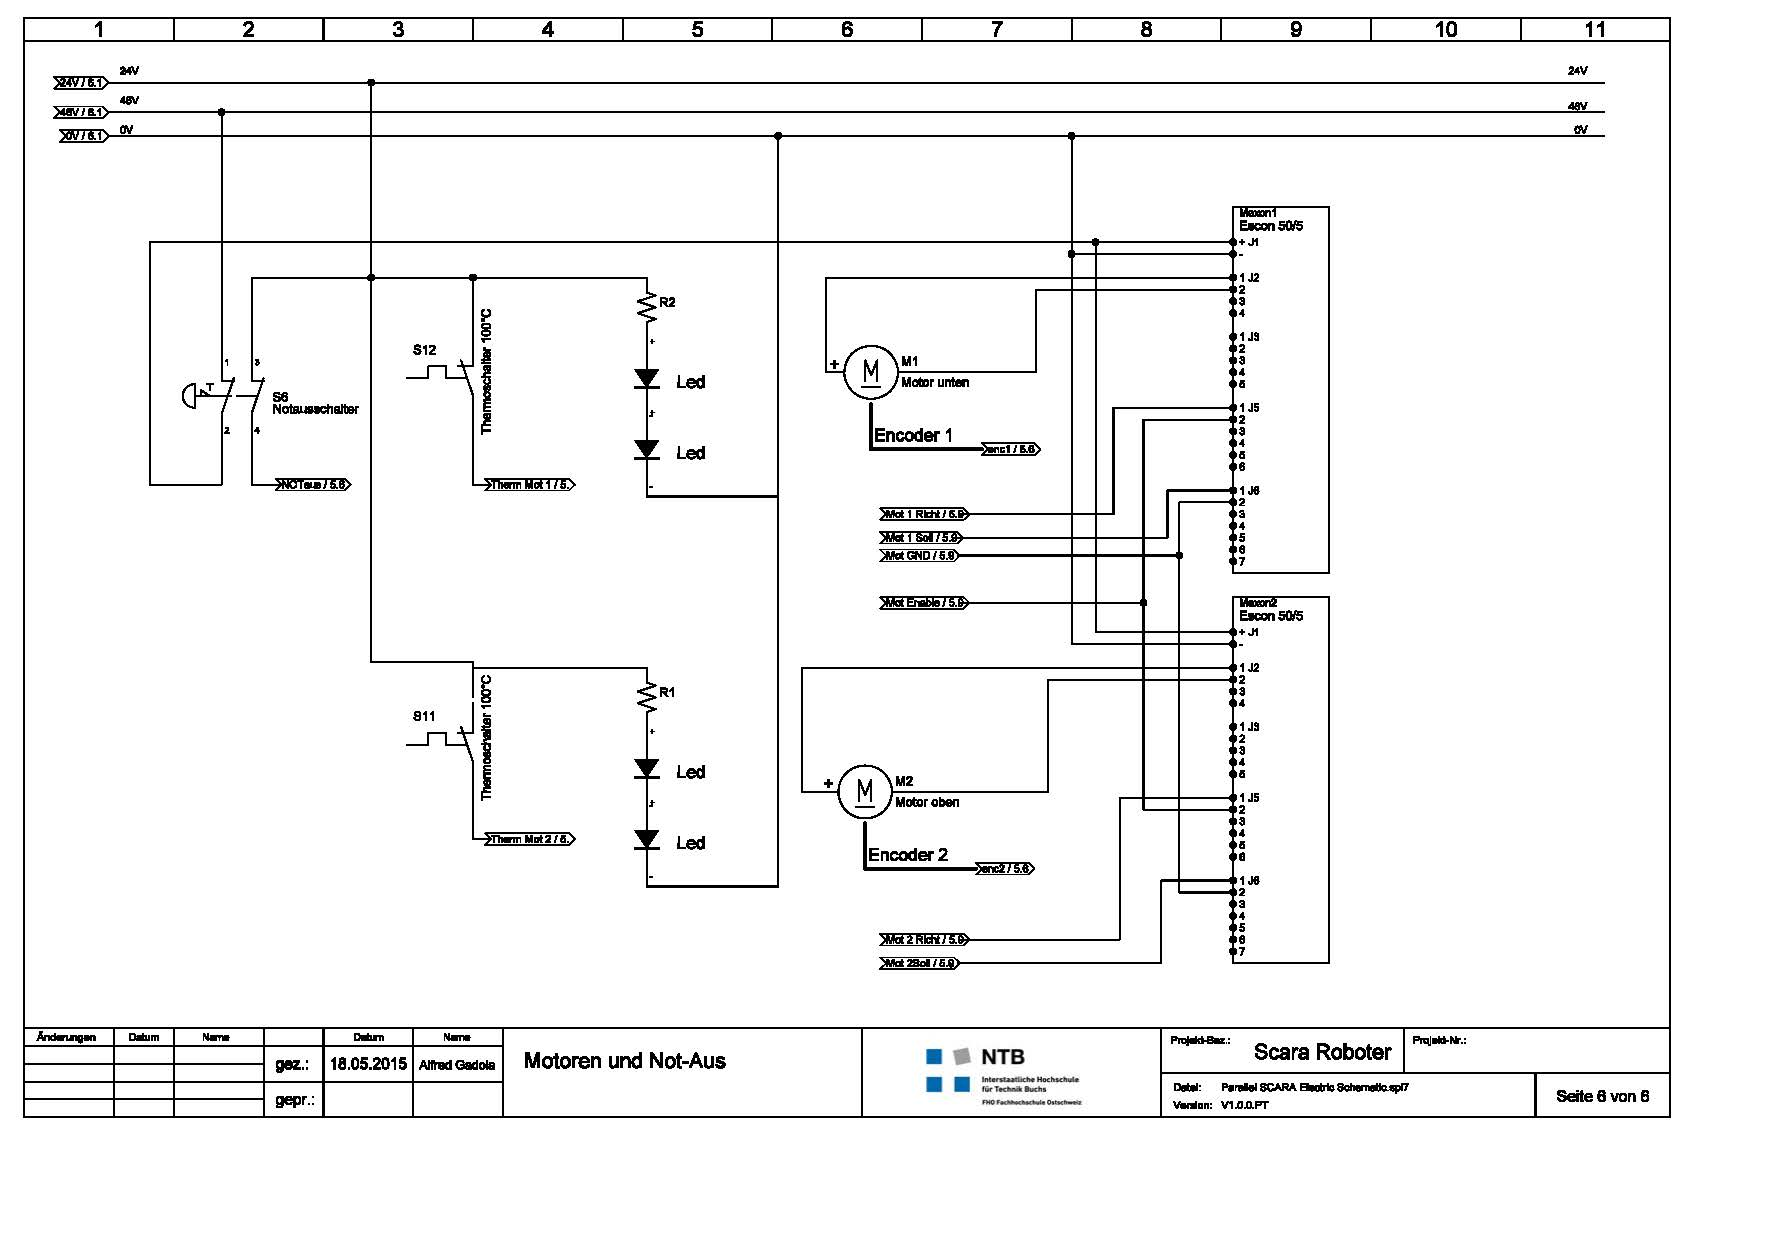 1 2 3 4 5 6 7 8 9 10 11
24V 24V
24V / 5.1
48V 48V
48V / 5.1
0V 0V
0V / 5.1
Maxon1
Escon 50/5
+ J1
-
1 J2
2
3
4
1 J3
2
3
4
5
1 J5
2
3
4
5
6
1 J6
2
3
4
5
6
7
R2
+
Led
-+
Led
-
S12
Thermoschalter 100°C
Therm Mot 1 / 5.
1 3
T
S6
Notausschalter
2 4
NOTaus / 5.6
+
M
M1
Motor unten
Encoder 1
enc1 / 5.6
Mot 1 Richt / 5.9
Mot 1 Soll / 5.9
Mot GND / 5.9
Mot Enable / 5.9
Maxon2
Escon 50/5
+ J1
-
1 J2
2
3
4
1 J3
2
3
4
5
1 J5
2
3
4
5
6
1 J6
2
3
4
5
6
7
R1
+
Led
-+
Led
-
S11
Thermoschalter 100°C
Therm Mot 2 / 5.
+
M
M2
Motor oben
Encoder 2
enc2 / 5.6
Mot 2 Richt / 5.9
Mot 2Soll / 5.9
Änderungen Datum Name Datum Name
gez.: 18.05.2015 Alfred Gadola
gepr.:
Motoren und Not-Aus
NTB
Interstaatliche Hochschule
für Technik Buchs
FHO Fachhochschule Ostschweiz
Projekt-Bez.: Scara Roboter
Projekt-Nr.:
Datei: Parallel SCARA Electric Schematic.spl7
Version: V1.0.0.PT
Seite 6 von 6